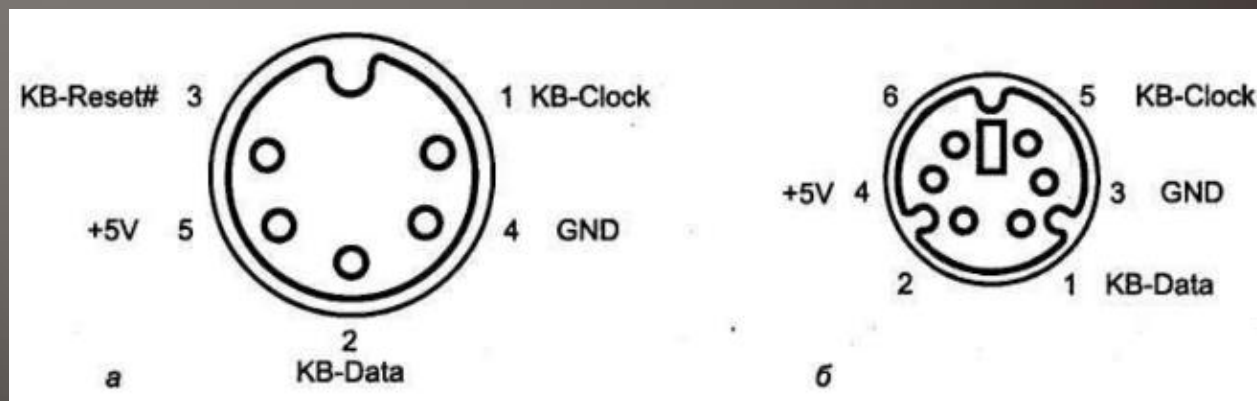 KB-Reset# 3
1 KB-Clock
+5V 5
4 GND
2
KB-Data
а
6
5 KB-Clock
+5V 4
3 GND
2
1 KB-Data
б